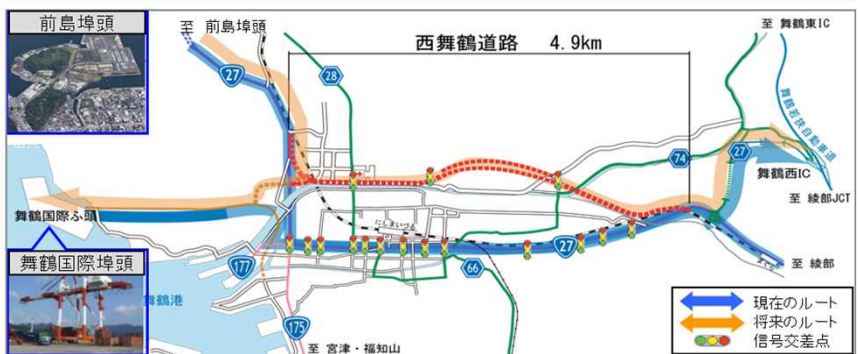 前島埠頭
至 前島埠頭
至 舞鶴東IC
西舞鶴道路 4.9km
27
28
舞鶴若狭自動車道
74
27
舞鶴西IC
至 綾部JCT
舞鶴国際ふ頭
にしまいづる
27
舞鶴国際埠頭
177
66
至 綾部
舞鶴港
175
現在のルート
将来のルート
信号交差点
至 宮津・福知山